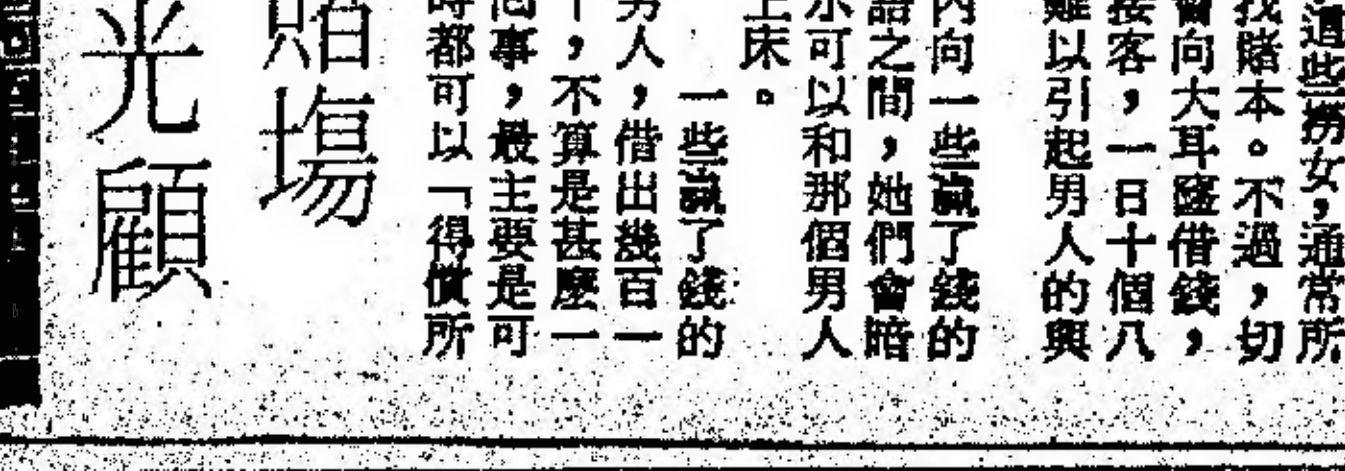 這些撈女,通常所
找賭本。不過,切
會向大耳窿借錢,
接客,一日十個八
難以引起男人的興
內向一些贏了錢的
語之間,她們會暗
示可以和那個男人
上床。
一些贏了錢的
男人,借出幾百一
千,不算是甚麼一
回事,最主要是可
時都可以「得償所
賭場
光顧